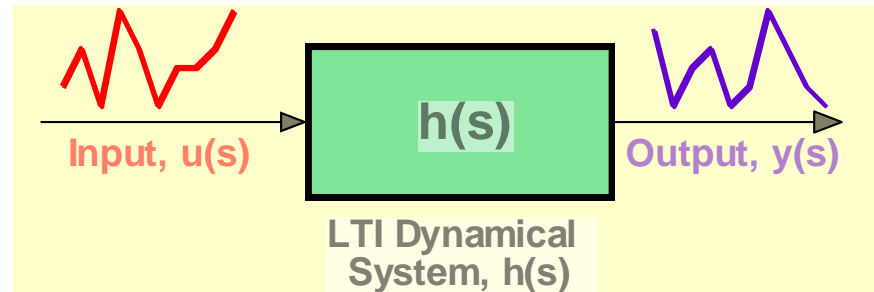 h(s)
Input, u(s)
Output, y(s)
LTI Dynamical
System, h(s)